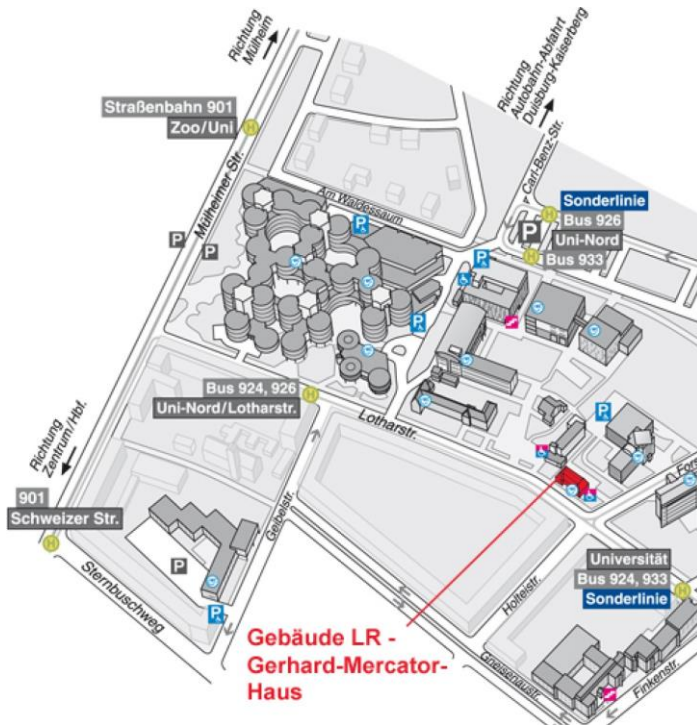 Richtung
Mülheim
Richtung
Autobahn-Abfahrt
Duisburg-Kaiserberg
Straßenbahn 901
H
Zoo/Uni
Mülheimer Str.
Carl-Benz-Str.
Am Waldessaum
Sonderlinie
H
Bus 926
P
Uni-Nord
H
Bus 933
P
P
P
P
P
Bus 924, 926
H
Uni-Nord/Lotharstr.
Lotharstr.
P
Richtung
Zentrum/Hbf.
901
Schweizer Str.
H
Geibelstr.
P
Sternbuschweg
P
Universität
Bus 924, 933
H
Sonderlinie
Holteistr.
Gneisenaustr.
Finkenstr.
Gebäude LR -
Gerhard-Mercator-
Haus